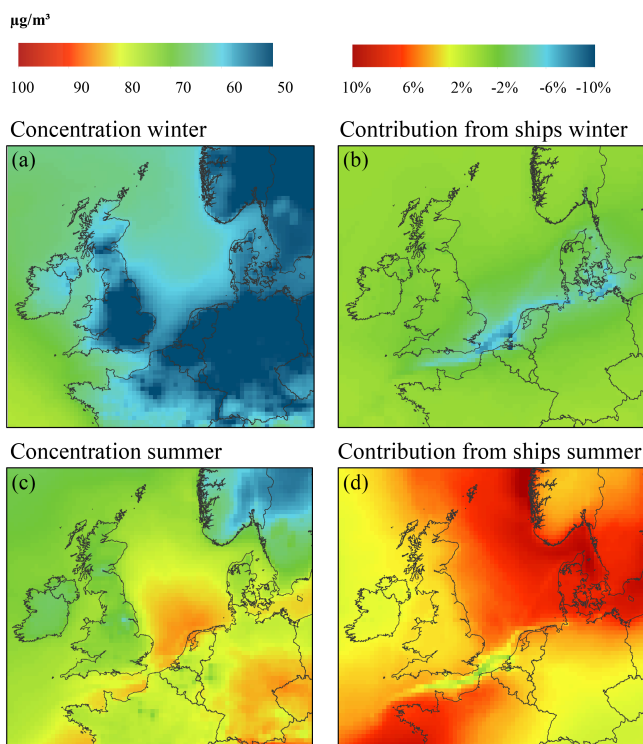 µg/m³
100 90 80 70 60 50
10% 6% 2% -2% -6% -10%
Concentration winter
Contribution from ships winter
(a)
(b)
Concentration summer
Contribution from ships summer
(c)
(d)